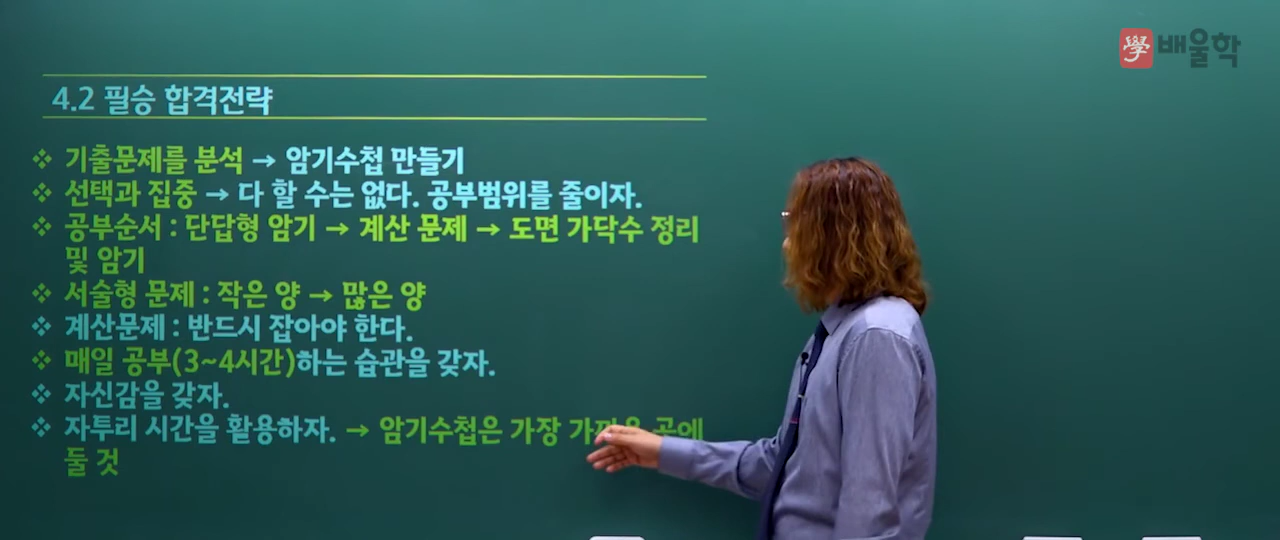 學 배울학
4.2 필승 합격전략
❖ 기출문제를 분석 → 암기수첩 만들기
❖ 선택과 집중 → 다 할 수는 없다. 공부범위를 줄이자.
❖ 공부순서 : 단답형 암기 → 계산 문제 → 도면 가닥수 정리
및 암기
❖ 서술형 문제 : 작은 양 → 많은 양
❖ 계산문제 : 반드시 잡아야 한다.
❖ 매일 공부(3~4시간)하는 습관을 갖자.
❖ 자신감을 갖자.
❖ 자투리 시간을 활용하자. → 암기수첩은 가장
둘 것